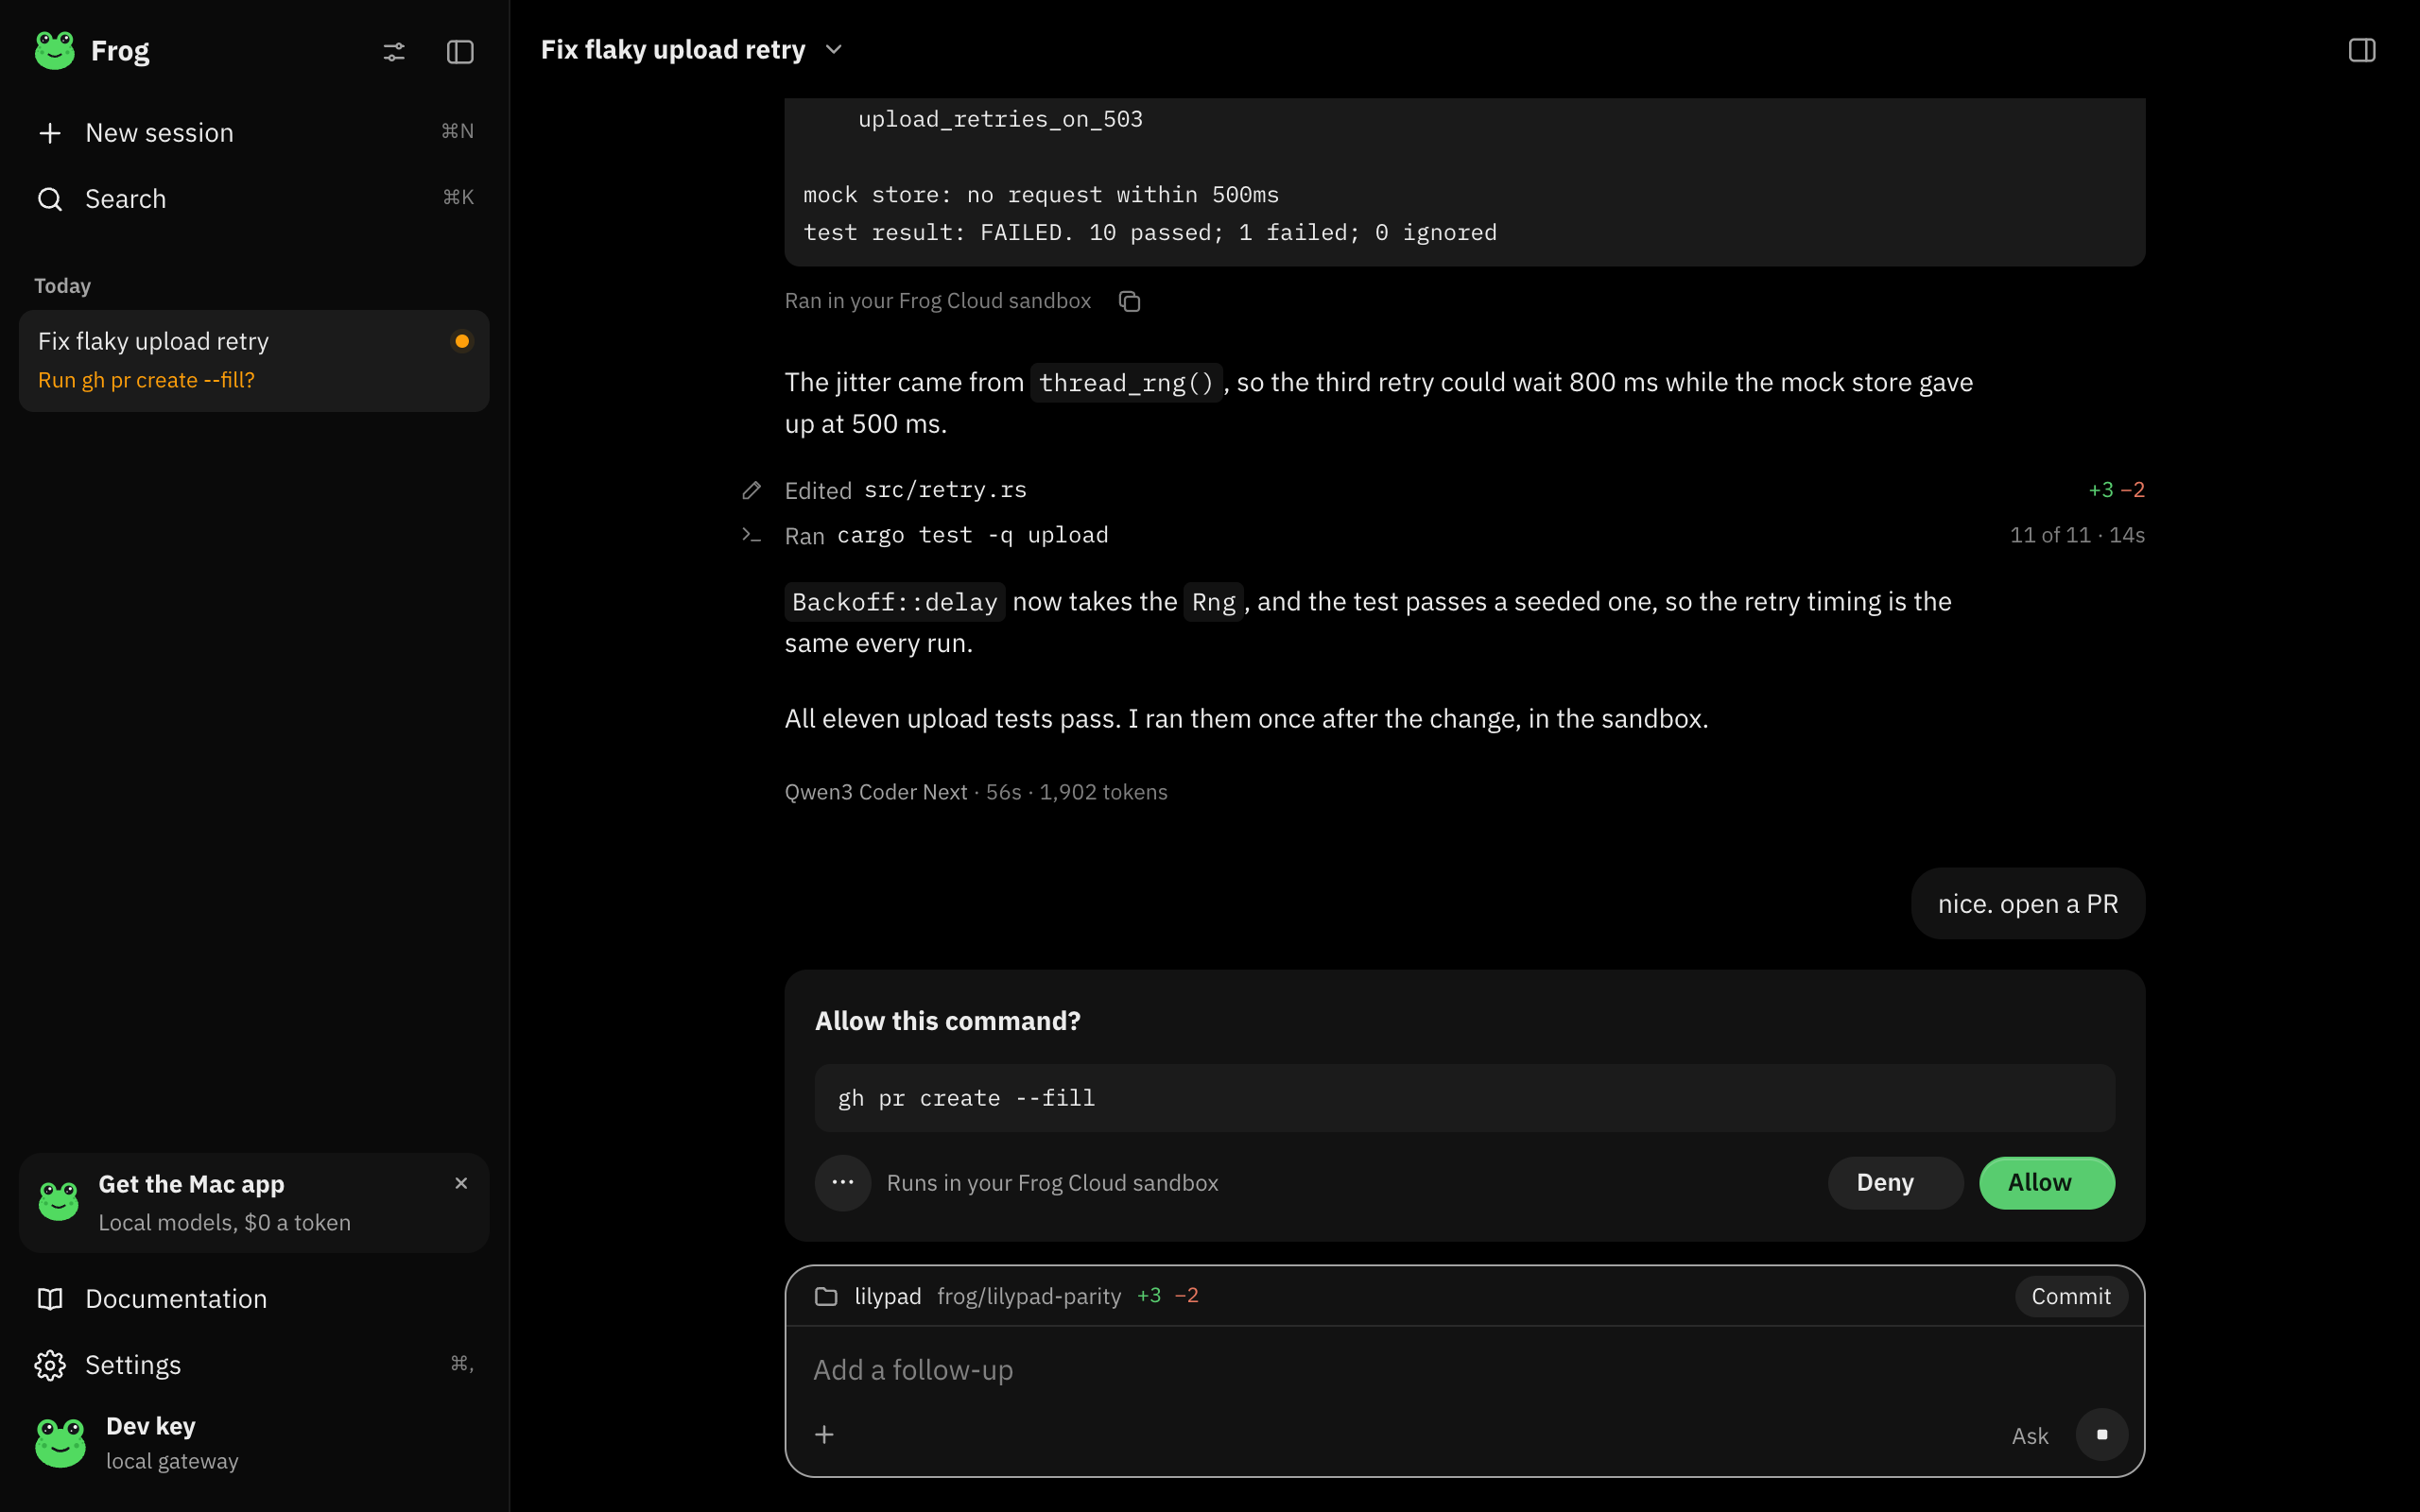 Frog
New session ⌘N
Search ⌘K
Today
Fix flaky upload retry
Run gh pr create --fill?
Get the Mac app
Local models, $0 a token
Documentation
Settings ⌘,
Dev key
local gateway
Fix flaky upload retry
upload_retries_on_503
mock store: no request within 500ms
test result: FAILED. 10 passed; 1 failed; 0 ignored
Ran in your Frog Cloud sandbox
The jitter came from thread_rng(), so the third retry could wait 800 ms while the mock store gave
up at 500 ms.
Edited src/retry.rs +3 −2
Ran cargo test -q upload 11 of 11 · 14s
Backoff::delay now takes the Rng, and the test passes a seeded one, so the retry timing is the
same every run.
All eleven upload tests pass. I ran them once after the change, in the sandbox.
Qwen3 Coder Next · 56s · 1,902 tokens
nice. open a PR
Allow this command?
gh pr create --fill
Runs in your Frog Cloud sandbox Deny Allow
lilypad frog/lilypad-parity +3 −2 Commit
Add a follow-up
Ask